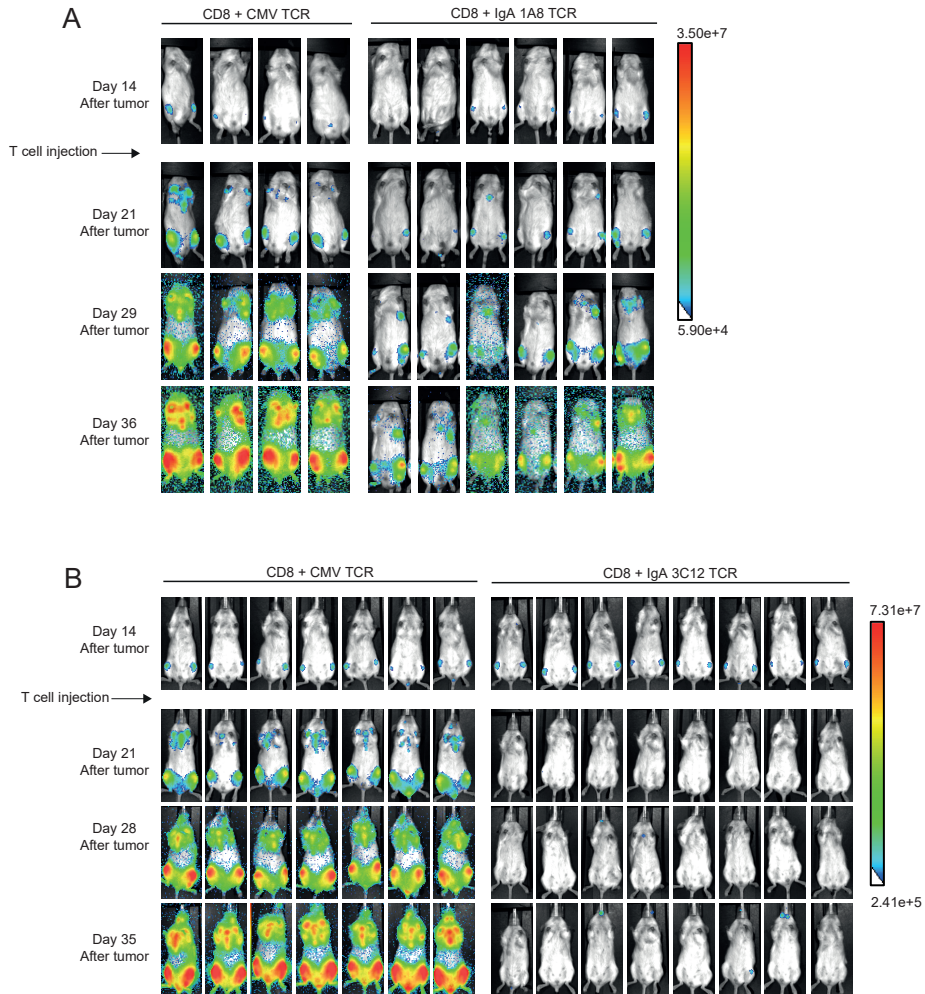 A
CD8 + CMV TCR
CD8 + IgA 1A8 TCR
3.50e+7
Day 14
After tumor
T cell injection
Day 21
After tumor
Day 29
After tumor
5.90e+4
Day 36
After tumor
B
CD8 + CMV TCR
CD8 + IgA 3C12 TCR
7.31e+7
Day 14
After tumor
T cell injection
Day 21
After tumor
Day 28
After tumor
2.41e+5
Day 35
After tumor